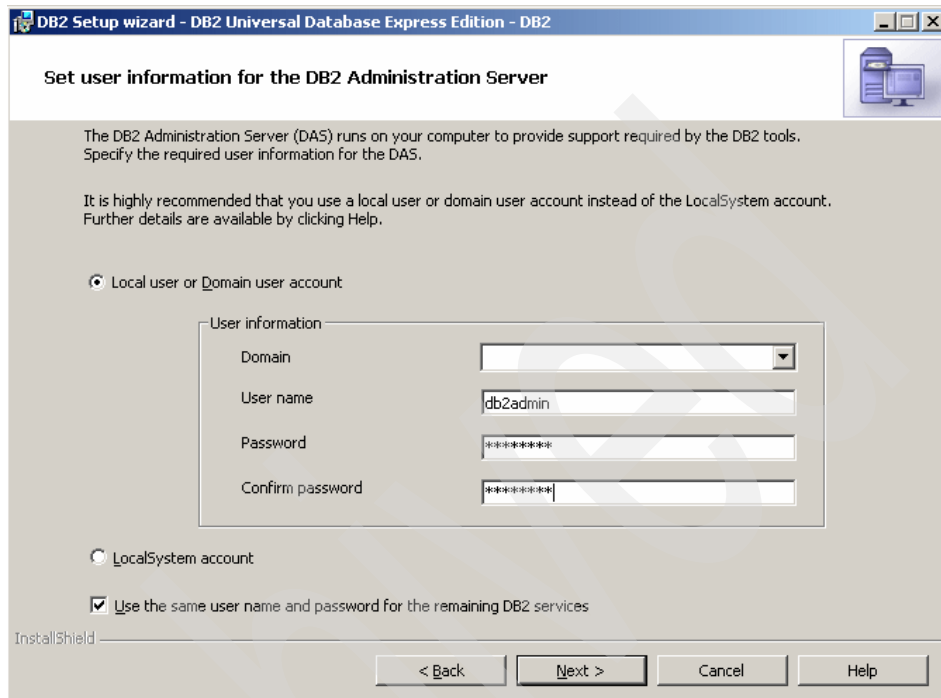 DB2 Setup wizard - DB2 Universal Database Express Edition - DB2
Set user information for the DB2 Administration Server
The DB2 Administration Server (DAS) runs on your computer to provide support required by the DB2 tools.
Specify the required user information for the DAS.
It is highly recommended that you use a local user or domain user account instead of the LocalSystem account.
Further details are available by clicking Help.
Local user or Domain user account
User information
Domain
User name
db2admin
Password
********
Confirm password
********
LocalSystem account
Use the same user name and password for the remaining DB2 services
InstallShield
< Back
Next >
Cancel
Help